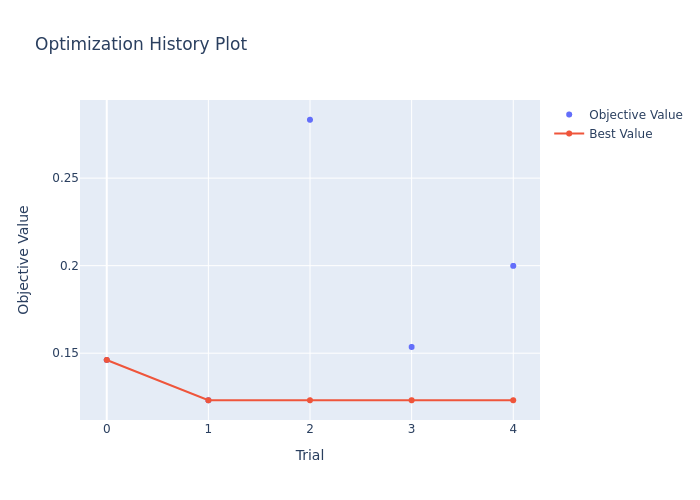 Optimization History Plot
Objective Value
Best Value
0.25
0.2
0.15
Objective Value
0
1
2
3
4
Trial